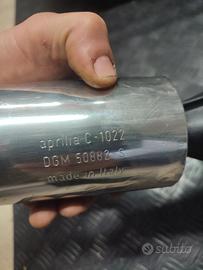 aprilia C-1022
DGM 50882 S
made in Italy
subito